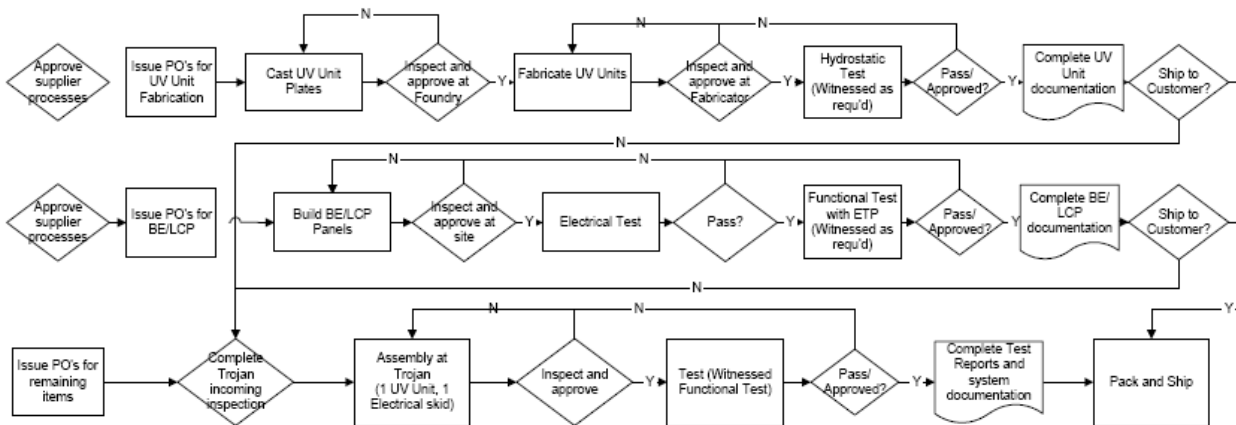 N
N
N
Approve
supplier
processes
Issue PO's for
UV Unit
Fabrication
Cast UV Unit
Plates
Inspect and
approve at
Foundry
Y
Fabricate UV Units
Inspect and
approve at
Fabricator
Y
Hydrostatic
Test
(Witnessed as
requ'd)
Pass/
Approved?
Y
Complete UV
Unit
documentation
Ship to
Customer?
N
N
N
Approve
supplier
processes
Issue PO's for
BE/LCP
Build BE/LCP
Panels
Inspect and
approve at
site
Y
Electrical Test
Pass?
Y
Functional Test
with ETP
(Witnessed as
requ'd)
Pass/
Approved?
Y
Complete BE/
LCP
documentation
Ship to
Customer?
N
N
N
Y
Issue PO's for
remaining
items
Complete
Trojan
incoming
inspection
Assembly at
Trojan
(1 UV Unit, 1
Electrical skid)
Inspect and
approve
Y
Test (Witnessed
Functional Test)
Pass/
Approved?
Y
Complete Test
Reports and
system
documentation
Pack and Ship